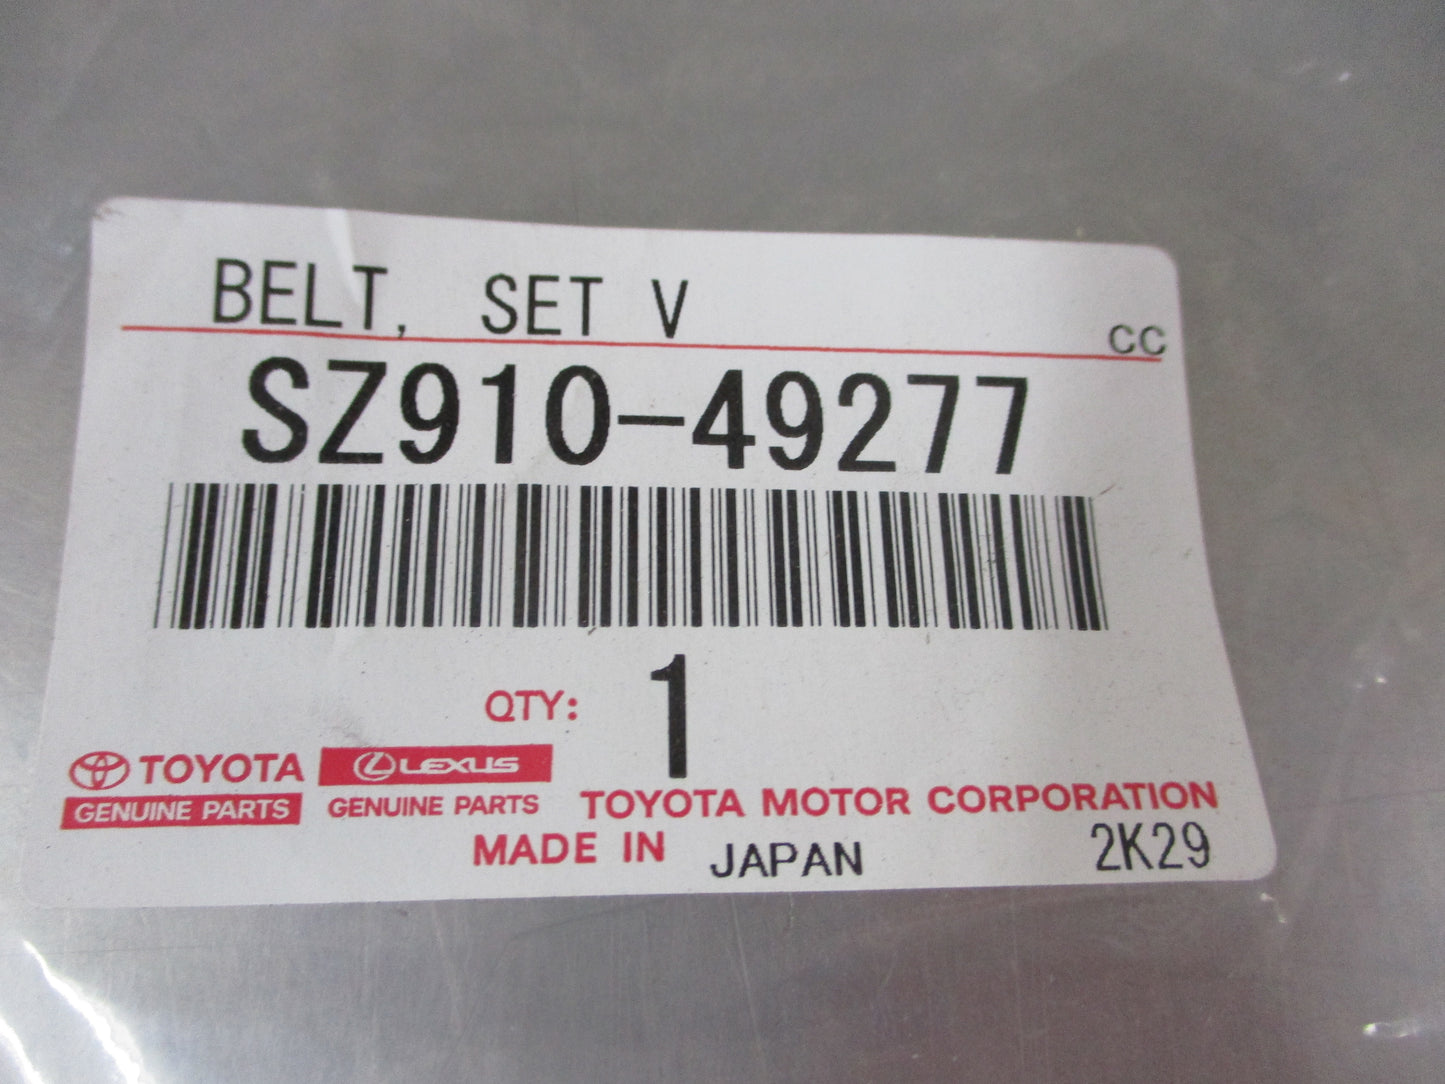 BELT, SET V
CC
SZ910-49277
QTY: 1
TOYOTA
GENUINE PARTS
LEXUS
GENUINE PARTS
TOYOTA MOTOR CORPORATION
MADE IN JAPAN
2K29